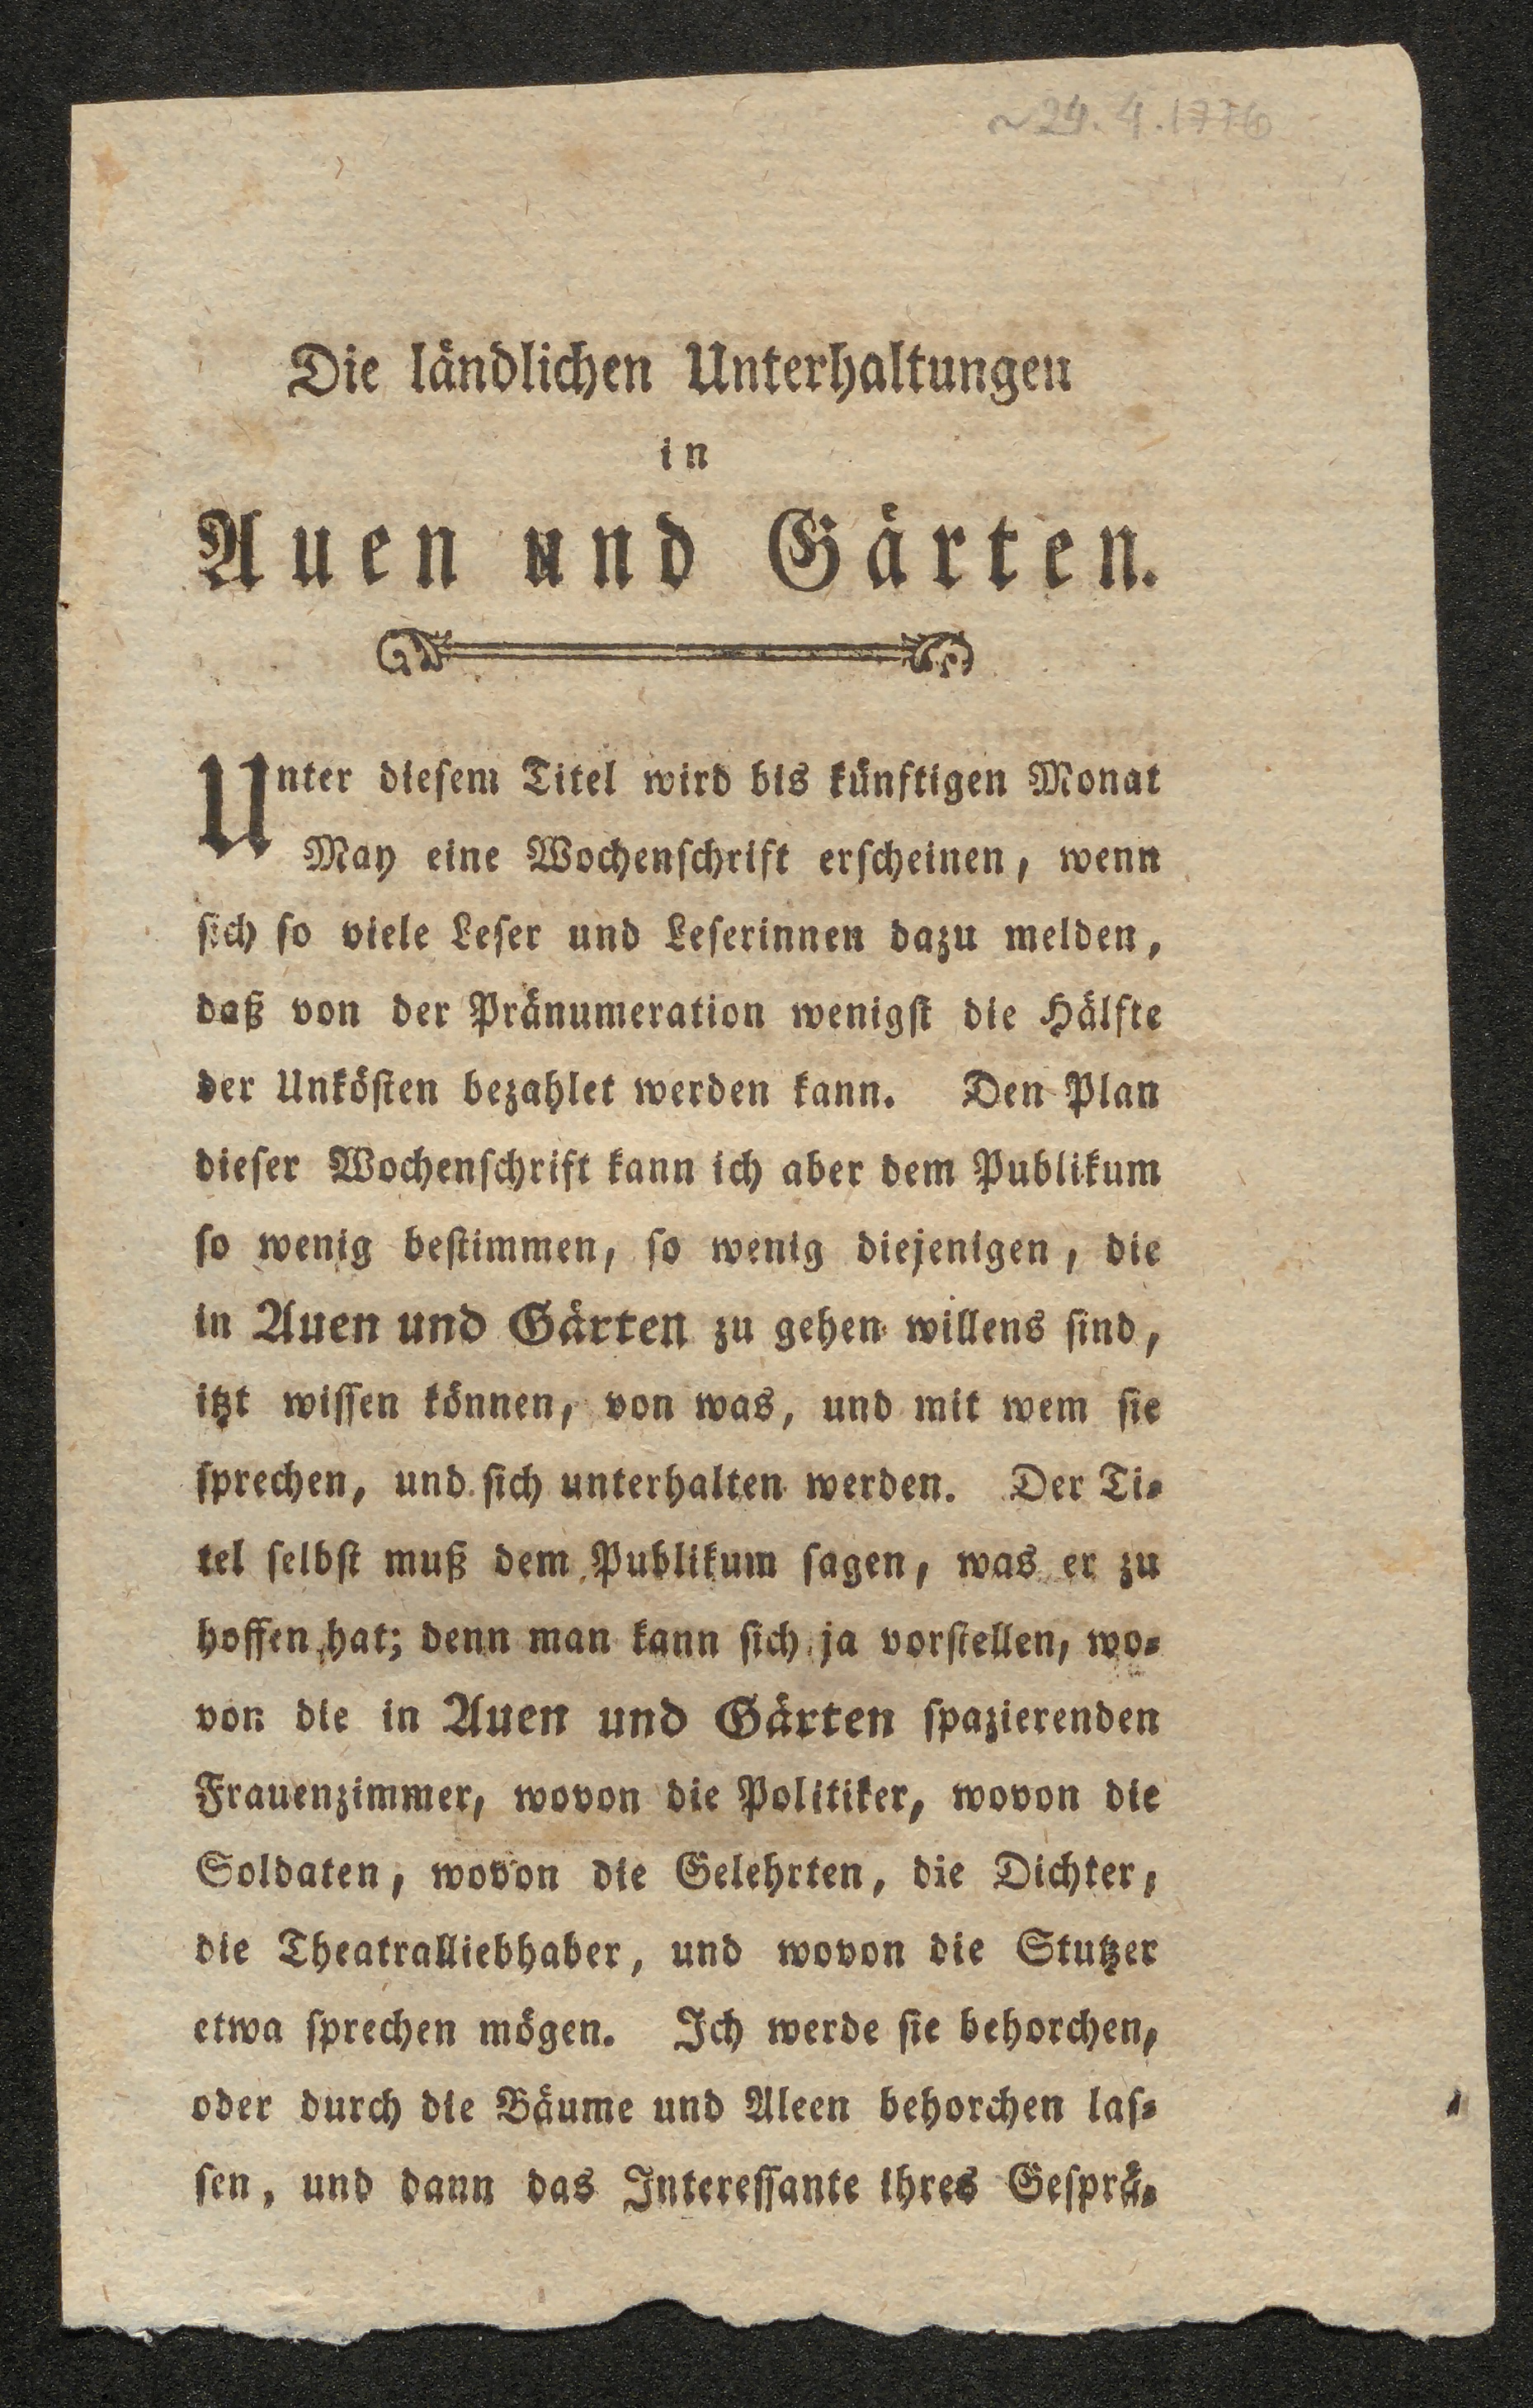 ~24.4.1776
Die ländlichen Unterhaltungen
in
Auen und Gärten.
Unter diesem Titel wird bis künftigen Monat
May eine Wochenschrift erscheinen, wenn
sich so viele Leser und Leserinnen dazu melden,
daß von der Pränumeration wenigst die Hälfte
der Unkösten bezahlet werden kann. Den Plan
dieser Wochenschrift kann ich aber dem Publikum
so wenig bestimmen, so wenig diejenigen, die
in Auen und Gärten zu gehen willens sind,
itzt wissen können, von was, und mit wem sie
sprechen, und sich unterhalten werden. Der Ti-
tel selbst muß dem Publikum sagen, was er zu
hoffen hat; denn man kann sich ja vorstellen, wo-
von die in Auen und Gärten spazierenden
Frauenzimmer, wovon die Politiker, wovon die
Soldaten, wovon die Gelehrten, die Dichter,
die Theatralliebhaber, und wovon die Stutzer
etwa sprechen mögen. Ich werde sie behorchen,
oder durch die Bäume und Aleen behorchen las-
sen, und dann das Interessante ihres Gesprä-